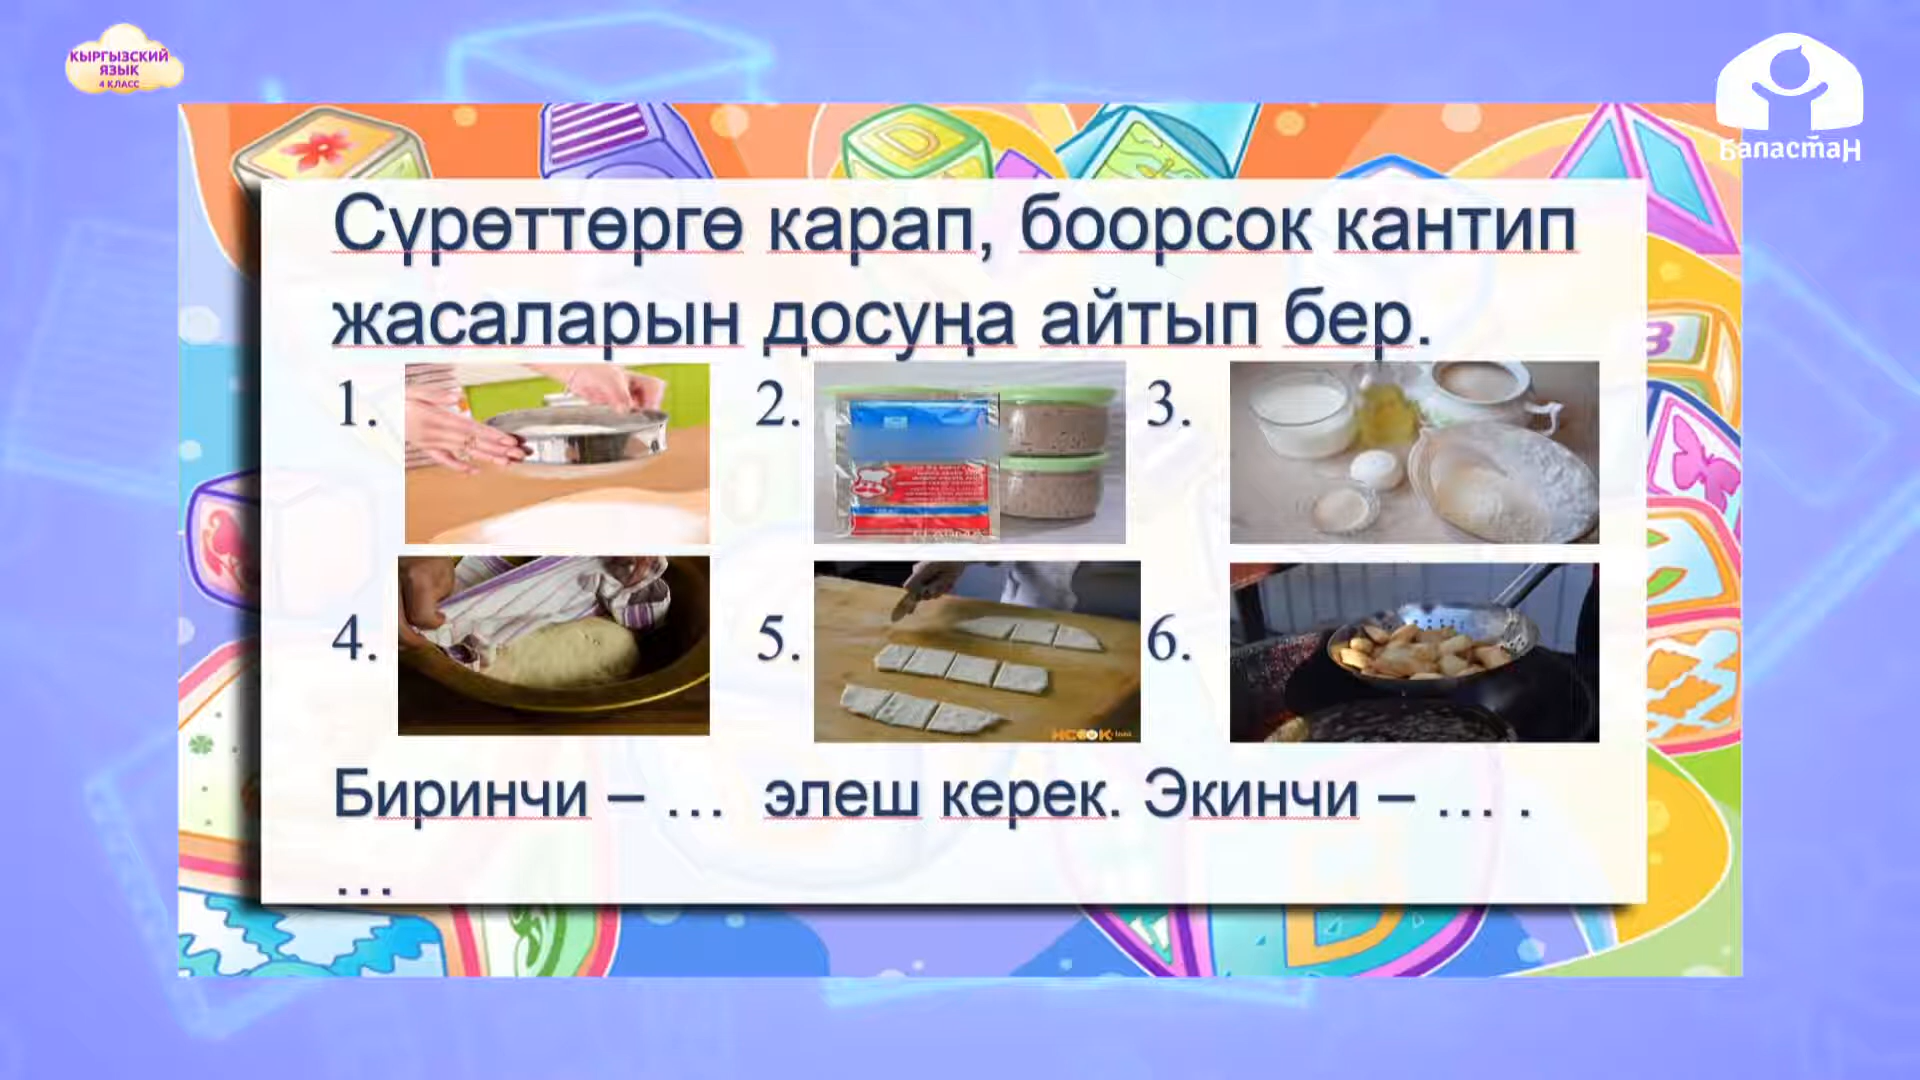 КЫРГЫЗСКИЙ
ЯЗЫК
4 КЛАСС
Баластан
Сүрөттөргө карап, боорсок кантип
жасаларын досуңа айтып бер.
1. 2. 3.
4. 5. 6.
Биринчи – … элеш керек. Экинчи – … .
…